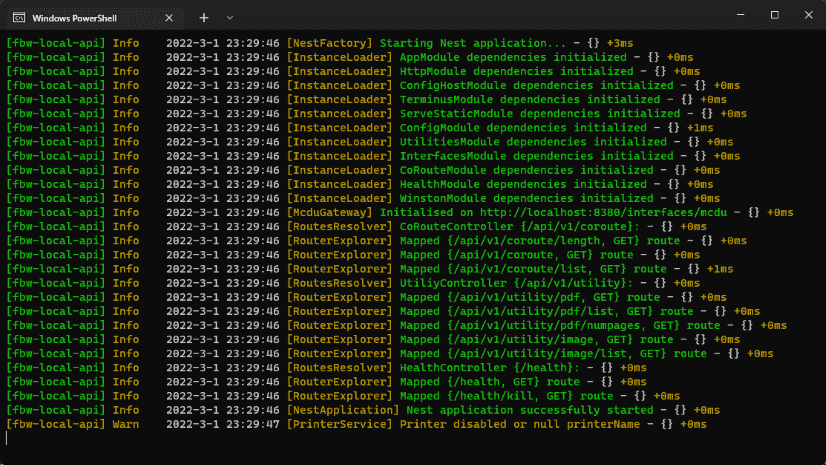 Windows PowerShell
[fbw-local-api] Info 2022-3-1 23:29:46 [NestFactory] Starting Nest application... - {} +3ms
[fbw-local-api] Info 2022-3-1 23:29:46 [InstanceLoader] AppModule dependencies initialized - {} +0ms
[fbw-local-api] Info 2022-3-1 23:29:46 [InstanceLoader] HttpModule dependencies initialized - {} +0ms
[fbw-local-api] Info 2022-3-1 23:29:46 [InstanceLoader] ConfigHostModule dependencies initialized - {} +0ms
[fbw-local-api] Info 2022-3-1 23:29:46 [InstanceLoader] TerminusModule dependencies initialized - {} +0ms
[fbw-local-api] Info 2022-3-1 23:29:46 [InstanceLoader] ServeStaticModule dependencies initialized - {} +0ms
[fbw-local-api] Info 2022-3-1 23:29:46 [InstanceLoader] ConfigModule dependencies initialized - {} +1ms
[fbw-local-api] Info 2022-3-1 23:29:46 [InstanceLoader] UtilitiesModule dependencies initialized - {} +0ms
[fbw-local-api] Info 2022-3-1 23:29:46 [InstanceLoader] InterfacesModule dependencies initialized - {} +0ms
[fbw-local-api] Info 2022-3-1 23:29:46 [InstanceLoader] CoRouteModule dependencies initialized - {} +0ms
[fbw-local-api] Info 2022-3-1 23:29:46 [InstanceLoader] HealthModule dependencies initialized - {} +0ms
[fbw-local-api] Info 2022-3-1 23:29:46 [InstanceLoader] WinstonModule dependencies initialized - {} +0ms
[fbw-local-api] Info 2022-3-1 23:29:46 [McduGateway] Initialised on http://localhost:8380/interfaces/mcdu - {} +0ms
[fbw-local-api] Info 2022-3-1 23:29:46 [RoutesResolver] CoRouteController {/api/v1/coroute}: - {} +0ms
[fbw-local-api] Info 2022-3-1 23:29:46 [RouterExplorer] Mapped {/api/v1/coroute/length, GET} route - {} +0ms
[fbw-local-api] Info 2022-3-1 23:29:46 [RouterExplorer] Mapped {/api/v1/coroute, GET} route - {} +0ms
[fbw-local-api] Info 2022-3-1 23:29:46 [RouterExplorer] Mapped {/api/v1/coroute/list, GET} route - {} +1ms
[fbw-local-api] Info 2022-3-1 23:29:46 [RoutesResolver] UtiliyController {/api/v1/utility}: - {} +0ms
[fbw-local-api] Info 2022-3-1 23:29:46 [RouterExplorer] Mapped {/api/v1/utility/pdf, GET} route - {} +0ms
[fbw-local-api] Info 2022-3-1 23:29:46 [RouterExplorer] Mapped {/api/v1/utility/pdf/list, GET} route - {} +0ms
[fbw-local-api] Info 2022-3-1 23:29:46 [RouterExplorer] Mapped {/api/v1/utility/pdf/numpages, GET} route - {} +0ms
[fbw-local-api] Info 2022-3-1 23:29:46 [RouterExplorer] Mapped {/api/v1/utility/image, GET} route - {} +0ms
[fbw-local-api] Info 2022-3-1 23:29:46 [RouterExplorer] Mapped {/api/v1/utility/image/list, GET} route - {} +0ms
[fbw-local-api] Info 2022-3-1 23:29:46 [RoutesResolver] HealthController {/health}: - {} +0ms
[fbw-local-api] Info 2022-3-1 23:29:46 [RouterExplorer] Mapped {/health, GET} route - {} +0ms
[fbw-local-api] Info 2022-3-1 23:29:46 [RouterExplorer] Mapped {/health/kill, GET} route - {} +0ms
[fbw-local-api] Info 2022-3-1 23:29:46 [NestApplication] Nest application successfully started - {} +0ms
[fbw-local-api] Warn 2022-3-1 23:29:47 [PrinterService] Printer disabled or null printerName - {} +0ms